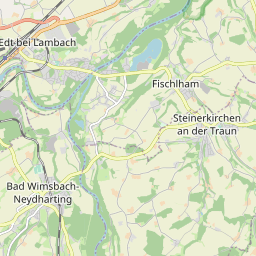 Edt bei Lambach
Fischlham
Steinerkirchen
an der Traun
Bad Wimsbach-
Neydharting